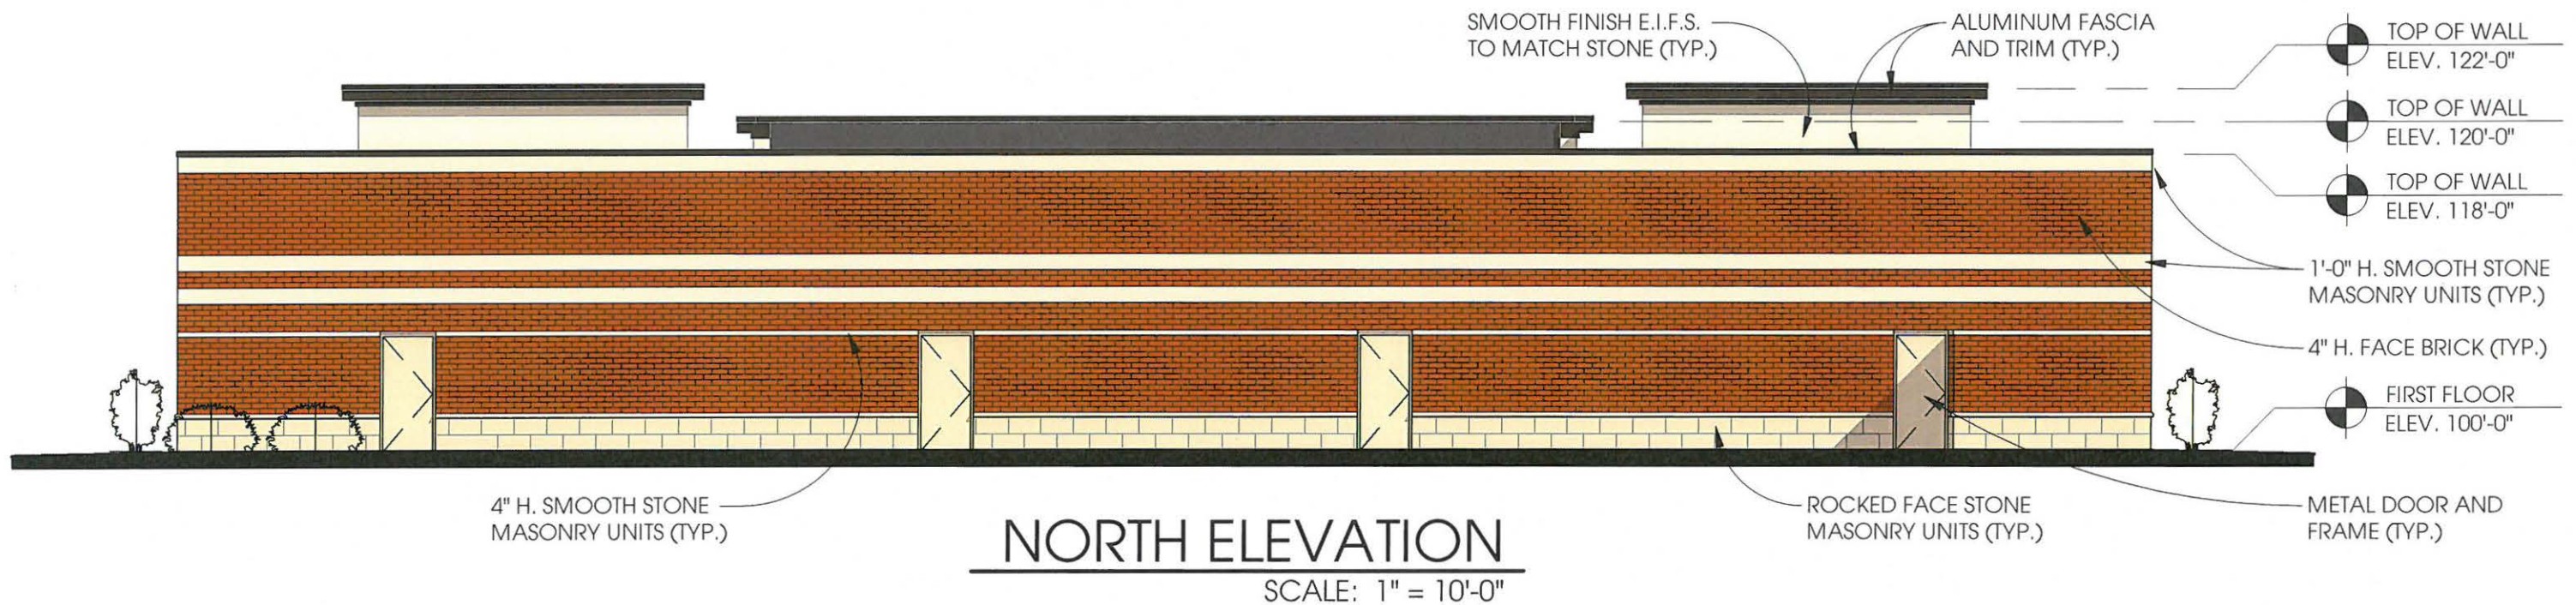 SMOOTH FINISH E.I.F.S.
TO MATCH STONE (TYP.)
ALUMINUM FASCIA
AND TRIM (TYP.)
TOP OF WALL
ELEV. 122'-0"
TOP OF WALL
ELEV. 120'-0"
TOP OF WALL
ELEV. 118'-0"
1'-0" H. SMOOTH STONE
MASONRY UNITS (TYP.)
4" H. FACE BRICK (TYP.)
FIRST FLOOR
ELEV. 100'-0"
4" H. SMOOTH STONE
MASONRY UNITS (TYP.)
ROCKED FACE STONE
MASONRY UNITS (TYP.)
METAL DOOR AND
FRAME (TYP.)
NORTH ELEVATION
SCALE: 1" = 10'-0"